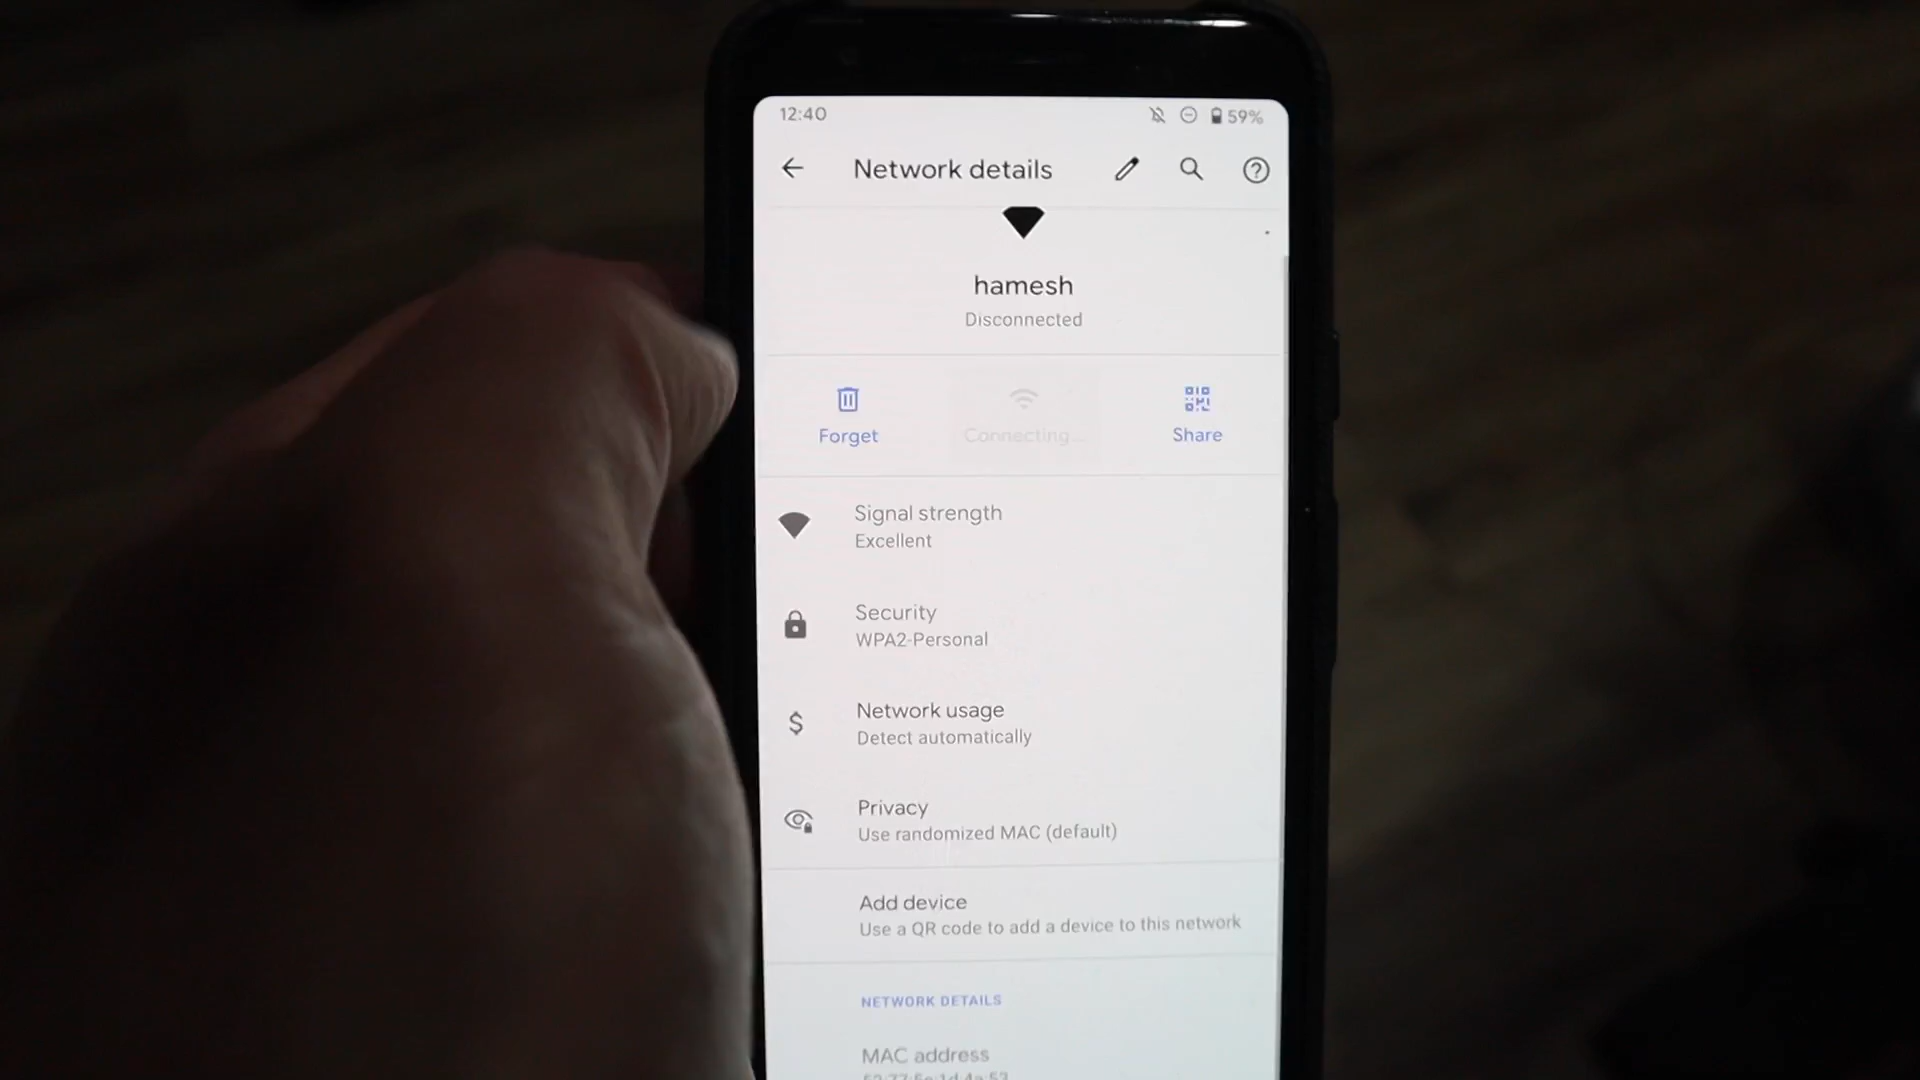 12:40
59%
Network details
hamesh
Disconnected
Forget
Connecting...
Share
Signal strength
Excellent
Security
WPA2-Personal
Network usage
Detect automatically
Privacy
Use randomized MAC (default)
Add device
Use a QR code to add a device to this network
NETWORK DETAILS
MAC address